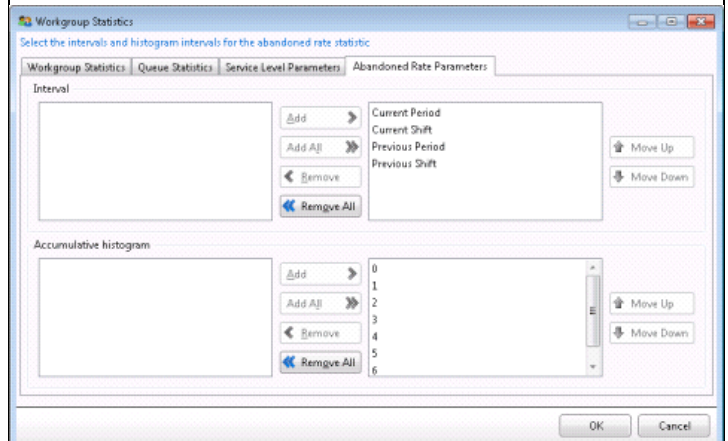 Workgroup Statistics
Select the intervals and histogram intervals for the abandoned rate statistic
Workgroup Statistics Queue Statistics Service Level Parameters Abandoned Rate Parameters
Interval
Add
Add All
Remove
Remove All
Current Period
Current Shift
Previous Period
Previous Shift
Move Up
Move Down
Accumulative histogram
Add
Add All
Remove
Remove All
0
1
2
3
4
5
6
Move Up
Move Down
OK Cancel